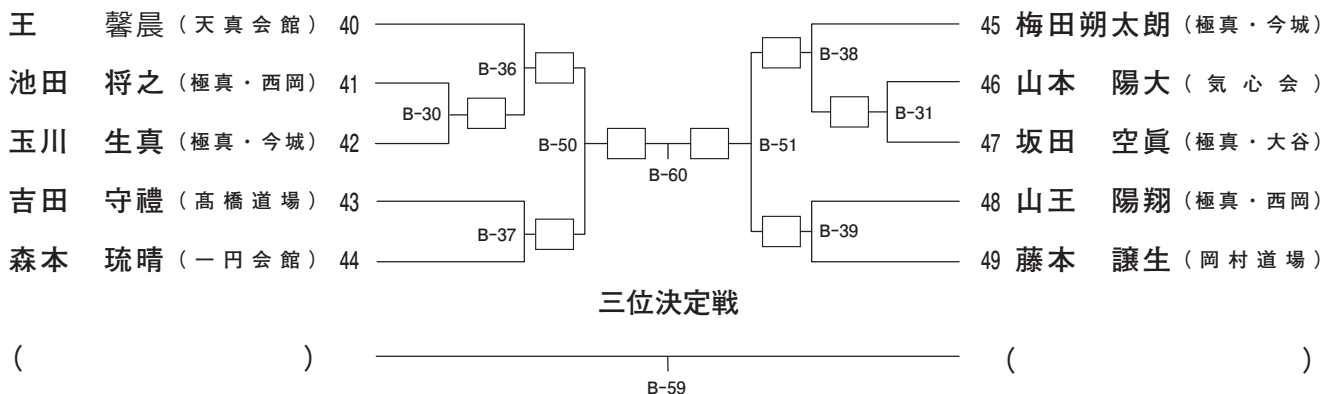 王　馨晨（天真会館）40
池田　将之（極真・西岡）41
玉川　生真（極真・今城）42
吉田　守禮（髙橋道場）43
森本　琉晴（一円会館）44
B-36
B-30
B-50
B-37
B-60
B-38
B-31
B-51
B-39
45 梅田朔太朗（極真・今城）
46 山本　陽大（気心会）
47 坂田　空眞（極真・大谷）
48 山王　陽翔（極真・西岡）
49 藤本　譲生（岡村道場）
三位決定戦
（　　　　　　　）
（　　　　　　　）
B-59